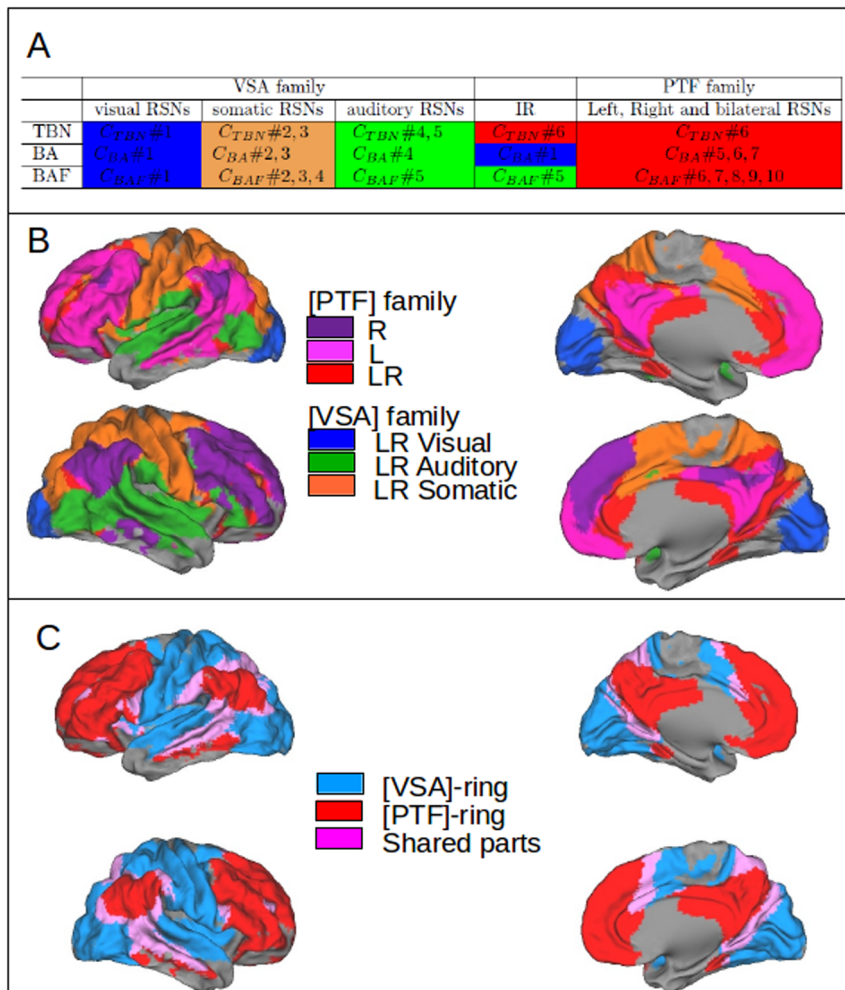 A
VSA family PTF family
visual RSNs somatic RSNs auditory RSNs IR Left, Right and bilateral RSNs
TBN C_TBN#1 C_TBN#2, 3 C_TBN#4, 5 C_TBN#6 C_TBN#6
BA C_BA#1 C_BA#2, 3 C_BA#4 C_BA#1 C_BA#5, 6, 7
BAF C_BAF#1 C_BAF#2, 3, 4 C_BAF#5 C_BAF#5 C_BAF#6, 7, 8, 9, 10
B
[PTF] family
R
L
LR
[VSA] family
LR Visual
LR Auditory
LR Somatic
C
[VSA]-ring
[PTF]-ring
Shared parts